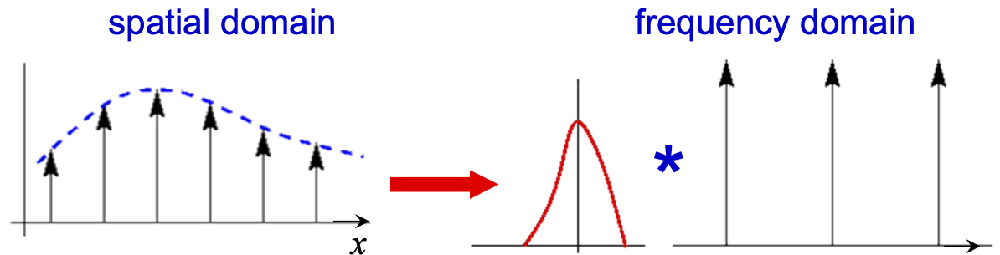 spatial domain
frequency domain
*
x